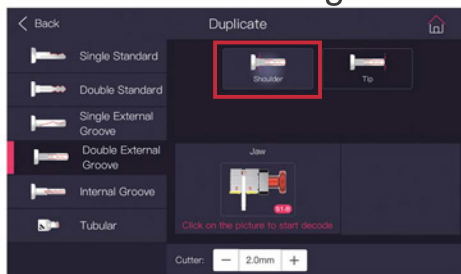 Back
Duplicate
Single Standard
Double Standard
Single External
Groove
Double External
Groove
Internal Groove
Tubular
Shoulder
Tip
Jaw
S1-B
Click on the picture to start decode
Cutter: − 2.0mm +